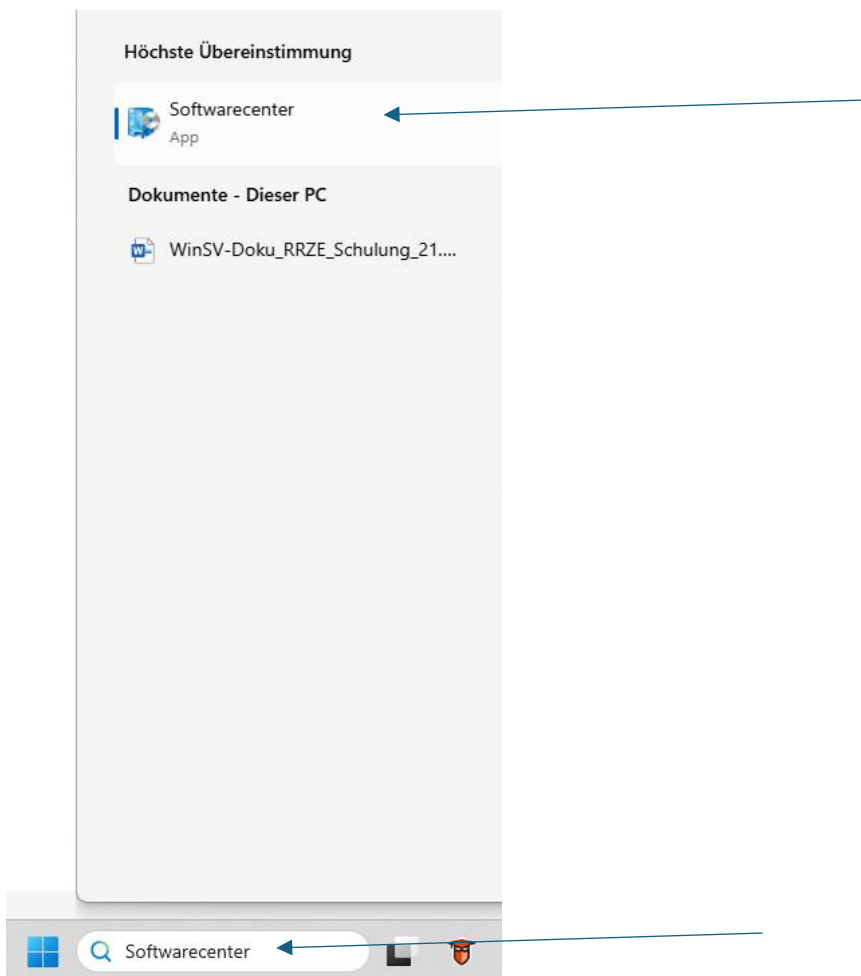 Höchste Übereinstimmung
Softwarecenter
App
Dokumente - Dieser PC
WinSV-Doku_RRZE_Schulung_21....
Softwarecenter